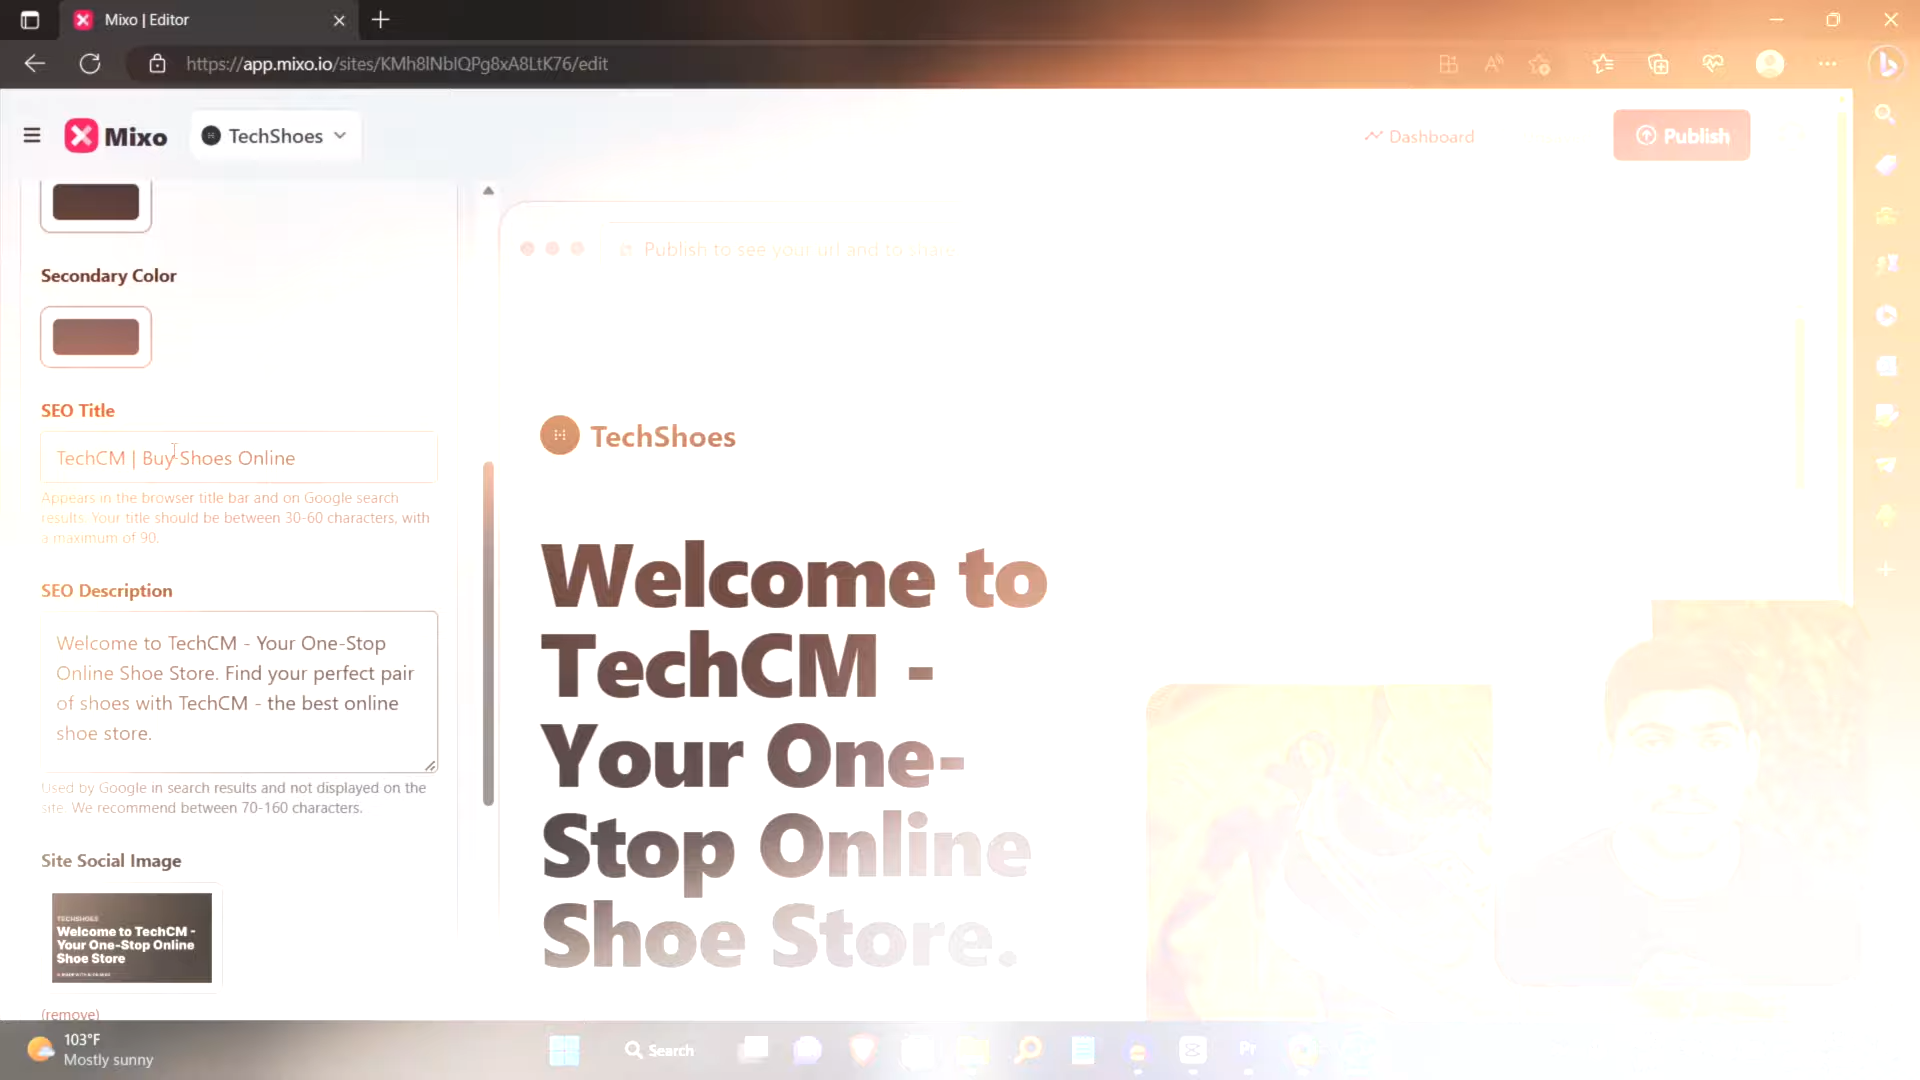 Mixo | Editor
https://app.mixo.io/sites/KMh8lNblQPg8xA8LtK76/edit
Mixo
TechShoes
Dashboard
Publish
Secondary Color
SEO Title
TechCM | Buy Shoes Online
Appears in the browser title bar and on Google search
results. Your title should be between 30-60 characters, with
a maximum of 90.
SEO Description
Welcome to TechCM - Your One-Stop
Online Shoe Store. Find your perfect pair
of shoes with TechCM - the best online
shoe store.
Used by Google in search results and not displayed on the
site. We recommend between 70-160 characters.
Site Social Image
TECHSHOES
Welcome to TechCM -
Your One-Stop Online
Shoe Store
(remove)
Publish to see your url and to share
TechShoes
Welcome to
TechCM -
Your One-
Stop Online
Shoe Store.
103°F
Mostly sunny
Search
Pr